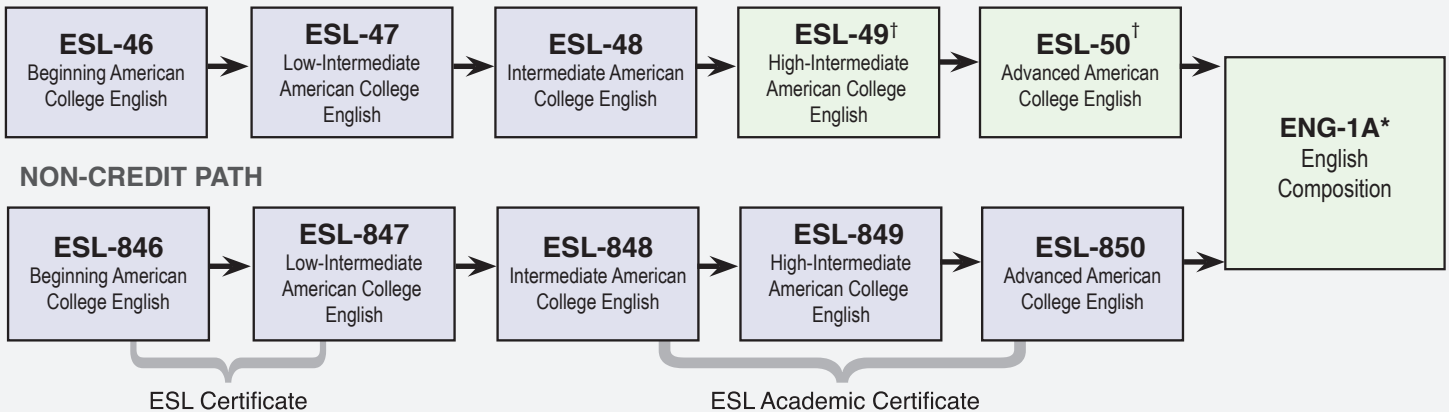 ESL-46
Beginning American
College English
ESL-47
Low-Intermediate
American College
English
ESL-48
Intermediate American
College English
ESL-49†
High-Intermediate
American College
English
ESL-50†
Advanced American
College English
ENG-1A*
English
Composition
NON-CREDIT PATH
ESL-846
Beginning American
College English
ESL-847
Low-Intermediate
American College
English
ESL-848
Intermediate American
College English
ESL-849
High-Intermediate
American College
English
ESL-850
Advanced American
College English
ESL Certificate
ESL Academic Certificate